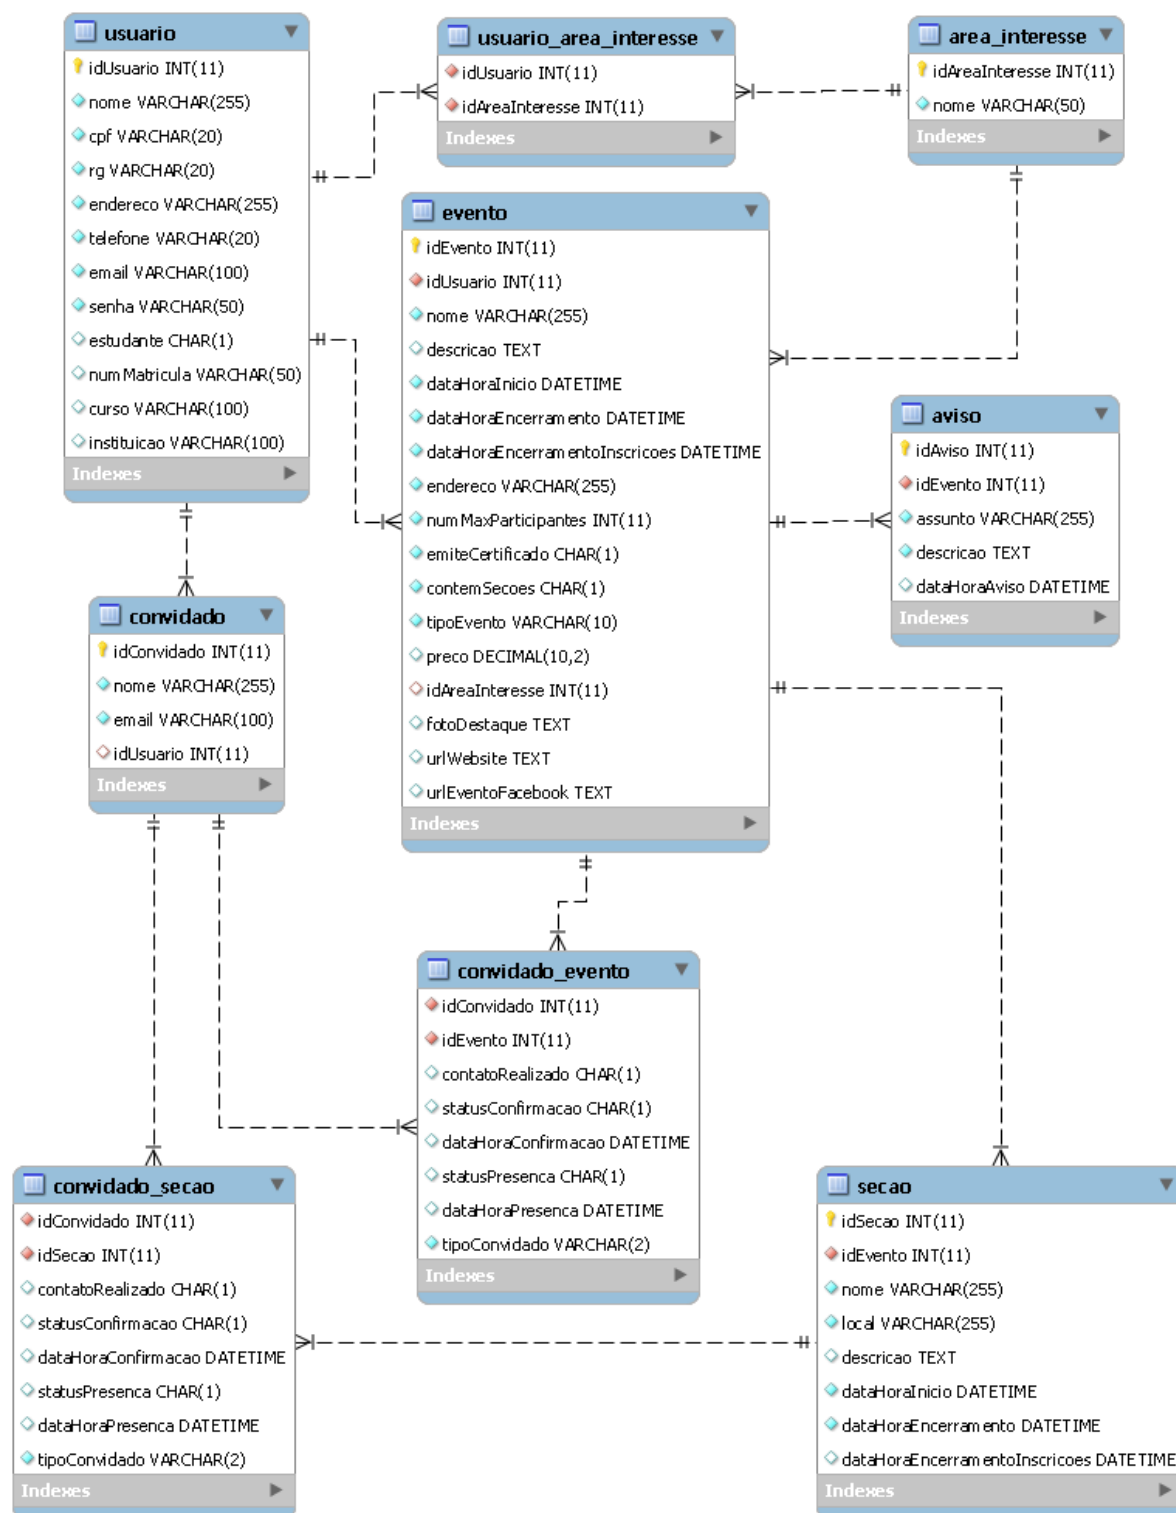 usuario
idUsuario INT(11)
nome VARCHAR(255)
cpf VARCHAR(20)
rg VARCHAR(20)
endereco VARCHAR(255)
telefone VARCHAR(20)
email VARCHAR(100)
senha VARCHAR(50)
estudante CHAR(1)
numMatricula VARCHAR(50)
curso VARCHAR(100)
instituicao VARCHAR(100)
Indexes
usuario_area_interesse
idUsuario INT(11)
idAreaInteresse INT(11)
Indexes
area_interesse
idAreaInteresse INT(11)
nome VARCHAR(50)
Indexes
evento
idEvento INT(11)
idUsuario INT(11)
nome VARCHAR(255)
descricao TEXT
dataHoraInicio DATETIME
dataHoraEncerramento DATETIME
dataHoraEncerramentoInscricoes DATETIME
endereco VARCHAR(255)
numMaxParticipantes INT(11)
emiteCertificado CHAR(1)
contemSecoes CHAR(1)
tipoEvento VARCHAR(10)
preco DECIMAL(10,2)
idAreaInteresse INT(11)
fotoDestaque TEXT
urlWebsite TEXT
urlEventoFacebook TEXT
Indexes
aviso
idAviso INT(11)
idEvento INT(11)
assunto VARCHAR(255)
descricao TEXT
dataHoraAviso DATETIME
Indexes
convidado
idConvidado INT(11)
nome VARCHAR(255)
email VARCHAR(100)
idUsuario INT(11)
Indexes
convidado_evento
idConvidado INT(11)
idEvento INT(11)
contatoRealizado CHAR(1)
statusConfirmacao CHAR(1)
dataHoraConfirmacao DATETIME
statusPresenca CHAR(1)
dataHoraPresenca DATETIME
tipoConvidado VARCHAR(2)
Indexes
convidado_secao
idConvidado INT(11)
idSecao INT(11)
contatoRealizado CHAR(1)
statusConfirmacao CHAR(1)
dataHoraConfirmacao DATETIME
statusPresenca CHAR(1)
dataHoraPresenca DATETIME
tipoConvidado VARCHAR(2)
Indexes
secao
idSecao INT(11)
idEvento INT(11)
nome VARCHAR(255)
local VARCHAR(255)
descricao TEXT
dataHoraInicio DATETIME
dataHoraEncerramento DATETIME
dataHoraEncerramentoInscricoes DATETIME
Indexes